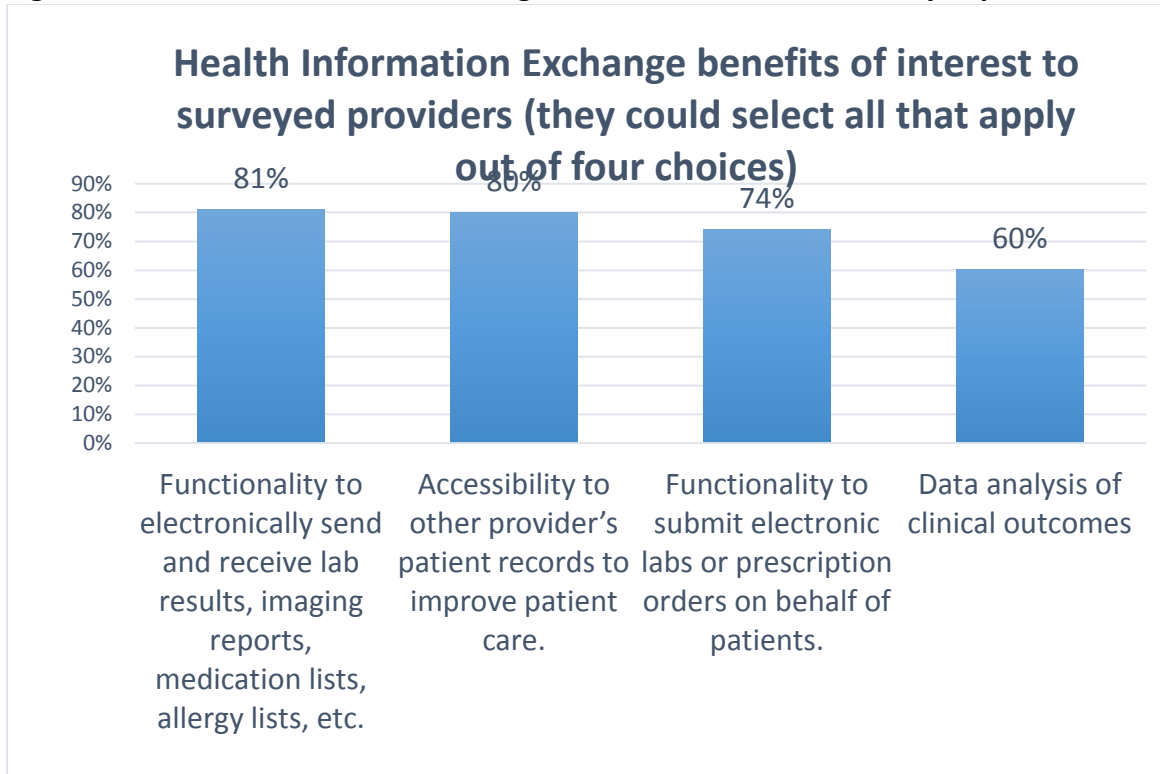 Health Information Exchange benefits of interest to
surveyed providers (they could select all that apply
out of four choices)
81%
80%
74%
60%
90%
80%
70%
60%
50%
40%
30%
20%
10%
0%
Functionality to
electronically send
and receive lab
results, imaging
reports,
medication lists,
allergy lists, etc.
Accessibility to
other provider’s
patient records to
improve patient
care.
Functionality to
submit electronic
labs or prescription
orders on behalf of
patients.
Data analysis of
clinical outcomes